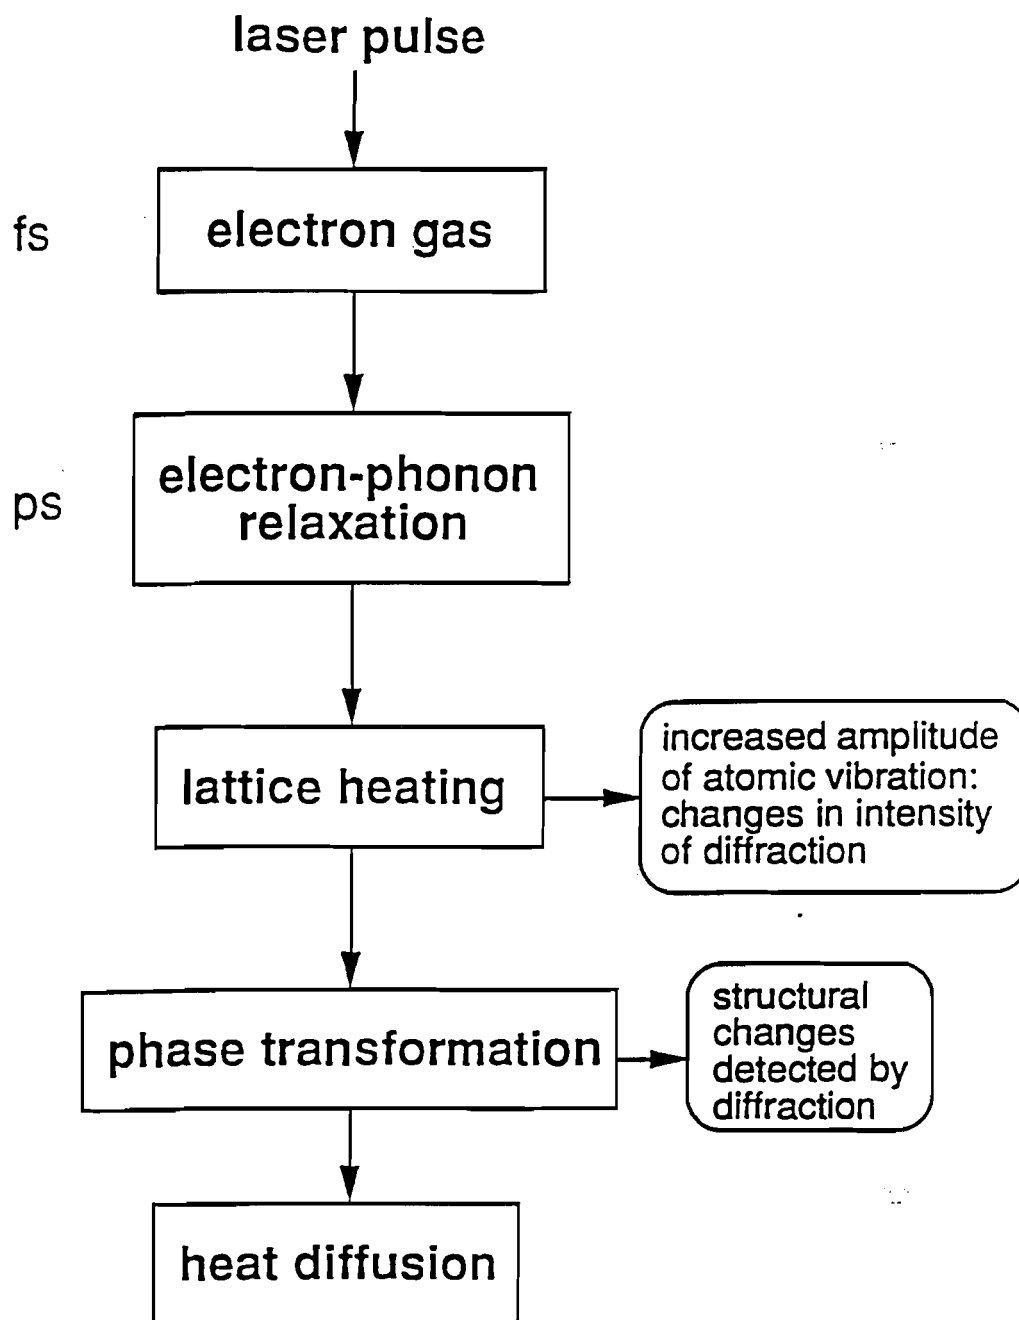 laser pulse
fs
electron gas
ps
electron-phonon
relaxation
lattice heating
increased amplitude
of atomic vibration:
changes in intensity
of diffraction
phase transformation
structural
changes
detected by
diffraction
heat diffusion